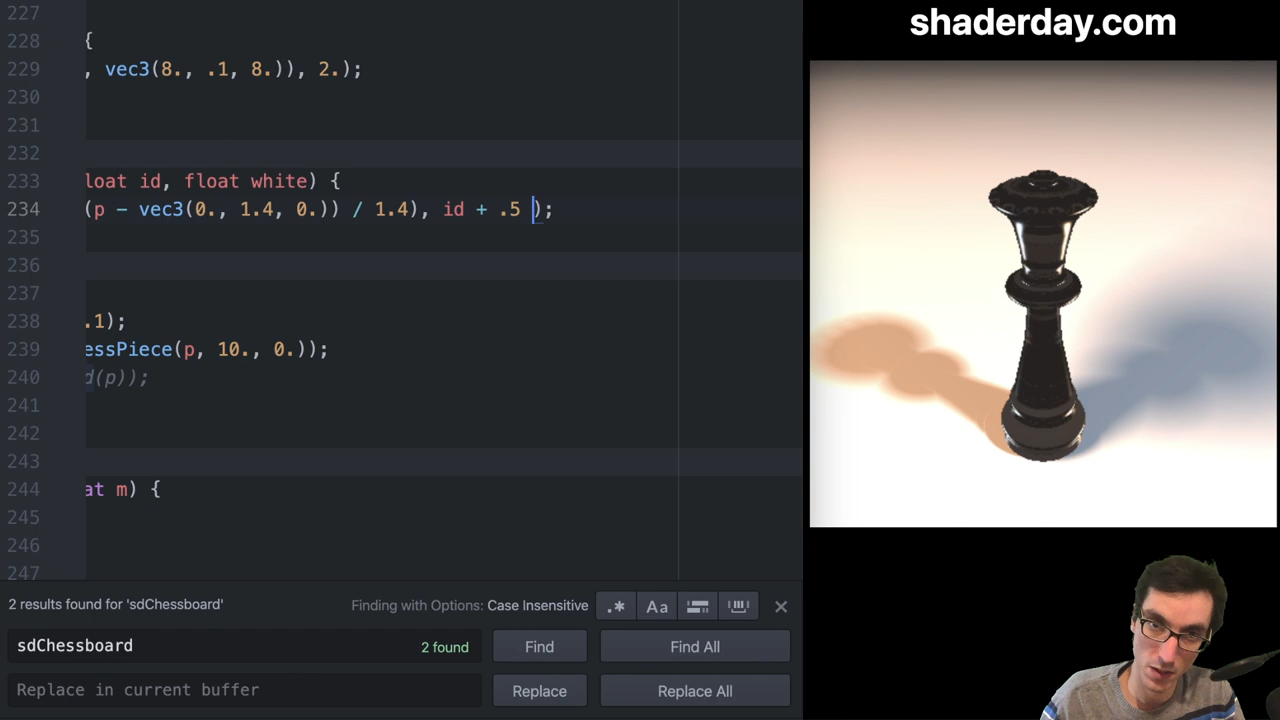 shaderday.com
227
228 {
229 , vec3(8., .1, 8.)), 2.);
230
231
232
233 loat id, float white) {
234 (p - vec3(0., 1.4, 0.)) / 1.4), id + .5 );
235
236
237
238 .1);
239 essPiece(p, 10., 0.));
240 d(p));
241
242
243
244 at m) {
245
246
247
2 results found for 'sdChessboard' Finding with Options: Case Insensitive .* Aa
sdChessboard 2 found Find Find All
Replace in current buffer Replace Replace All